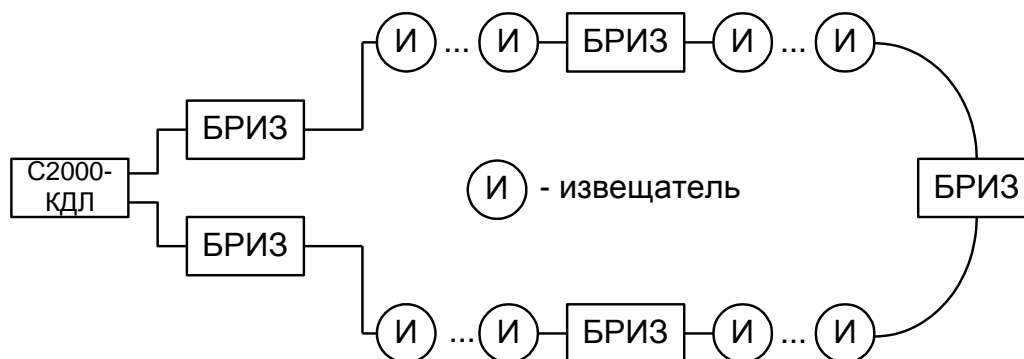 И ... И БРИЗ И ... И
БРИЗ
С2000-
КДЛ
И - извещатель
БРИЗ
БРИЗ
И ... И БРИЗ И ... И